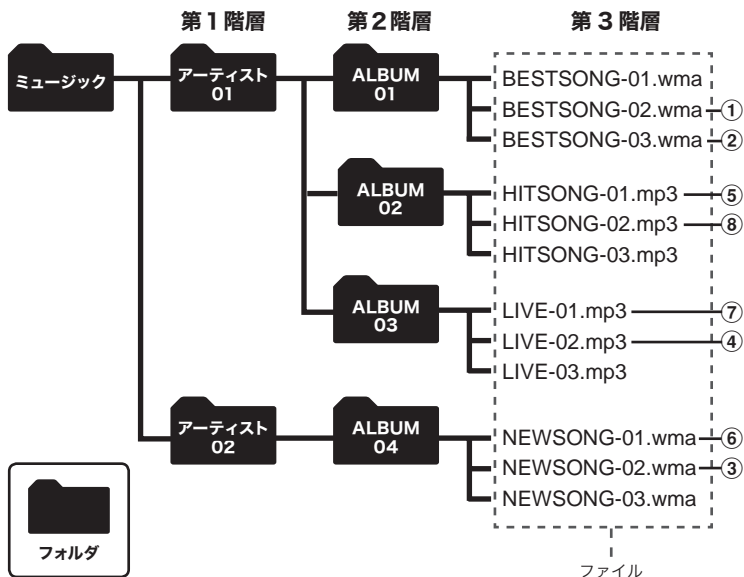 第1階層 第2階層 第3階層
ミュージック
アーティスト
01
ALBUM
01
BESTSONG-01.wma
BESTSONG-02.wma ①
BESTSONG-03.wma ②
ALBUM
02
HITSONG-01.mp3 ⑤
HITSONG-02.mp3 ⑧
HITSONG-03.mp3
ALBUM
03
LIVE-01.mp3 ⑦
LIVE-02.mp3 ④
LIVE-03.mp3
アーティスト
02
ALBUM
04
NEWSONG-01.wma ⑥
NEWSONG-02.wma ③
NEWSONG-03.wma
フォルダ
ファイル